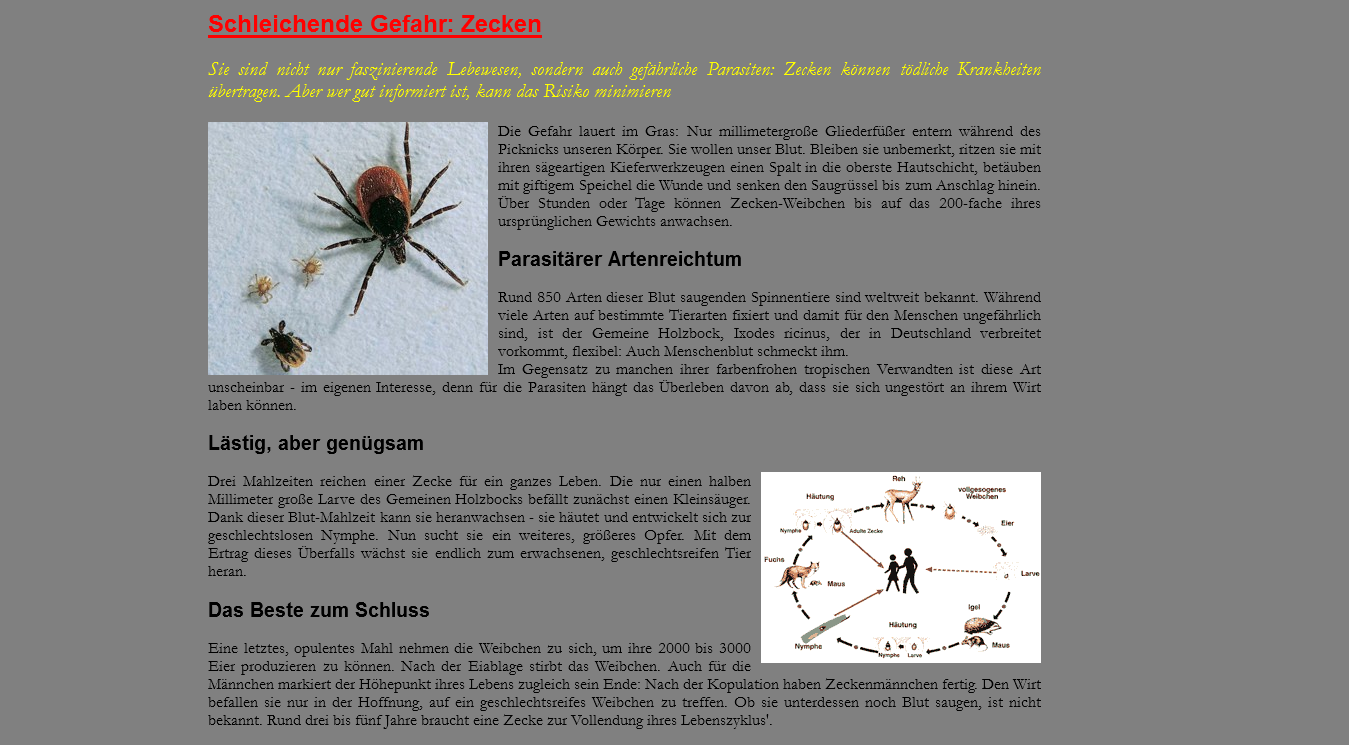 Schleichende Gefahr: Zecken
Sie sind nicht nur faszinierende Lebewesen, sondern auch gefährliche Parasiten: Zecken können tödliche Krankheiten
übertragen. Aber wer gut informiert ist, kann das Risiko minimieren
Die Gefahr lauert im Gras: Nur millimetergroße Gliederfüßer entern während des
Picknicks unseren Körper. Sie wollen unser Blut. Bleiben sie unbemerkt, ritzen sie mit
ihren sägeartigen Kieferwerkzeugen einen Spalt in die oberste Hautschicht, betäuben
mit giftigem Speichel die Wunde und senken den Saugrüssel bis zum Anschlag hinein.
Über Stunden oder Tage können Zecken-Weibchen bis auf das 200-fache ihres
ursprünglichen Gewichts anwachsen.
Parasitärer Artenreichtum
Rund 850 Arten dieser Blut saugenden Spinnentiere sind weltweit bekannt. Während
viele Arten auf bestimmte Tierarten fixiert und damit für den Menschen ungefährlich
sind, ist der Gemeine Holzbock, Ixodes ricinus, der in Deutschland verbreitet
vorkommt, flexibel: Auch Menschenblut schmeckt ihm.
Im Gegensatz zu manchen ihrer farbenfrohen tropischen Verwandten ist diese Art
unscheinbar - im eigenen Interesse, denn für die Parasiten hängt das Überleben davon ab, dass sie sich ungestört an ihrem Wirt
laben können.
Lästig, aber genügsam
Drei Mahlzeiten reichen einer Zecke für ein ganzes Leben. Die nur einen halben
Millimeter große Larve des Gemeinen Holzbocks befällt zunächst einen Kleinsäuger.
Dank dieser Blut-Mahlzeit kann sie heranwachsen - sie häutet und entwickelt sich zur
geschlechtslosen Nymphe. Nun sucht sie ein weiteres, größeres Opfer. Mit dem
Ertrag dieses Überfalls wächst sie endlich zum erwachsenen, geschlechtsreifen Tier
heran.
Reh
vollgesogenes
Weibchen
Häutung
Eier
Nymphe
Adulte Zecke
Fuchs
Maus
Larve
Igel
Maus
Häutung
Nymphe
Nymphe
Larve
Das Beste zum Schluss
Eine letztes, opulentes Mahl nehmen die Weibchen zu sich, um ihre 2000 bis 3000
Eier produzieren zu können. Nach der Eiablage stirbt das Weibchen. Auch für die
Männchen markiert der Höhepunkt ihres Lebens zugleich sein Ende: Nach der Kopulation haben Zeckenmännchen fertig. Den Wirt
befallen sie nur in der Hoffnung, auf ein geschlechtsreifes Weibchen zu treffen. Ob sie unterdessen noch Blut saugen, ist nicht
bekannt. Rund drei bis fünf Jahre braucht eine Zecke zur Vollendung ihres Lebenszyklus'.